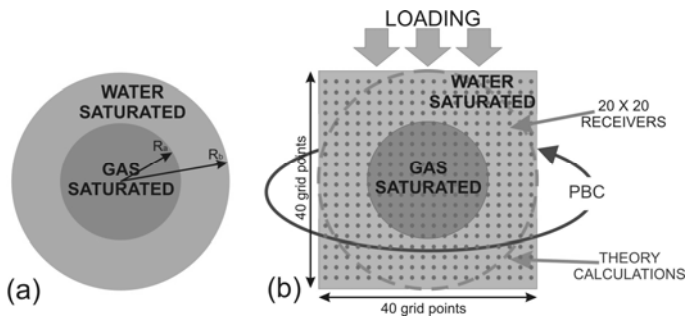 WATER
SATURATED
Rₐ
R_b
GAS
SATURATED
(a)
LOADING
WATER
SATURATED
20 X 20
RECEIVERS
GAS
SATURATED
PBC
40 grid points
THEORY
CALCULATIONS
(b)
40 grid points